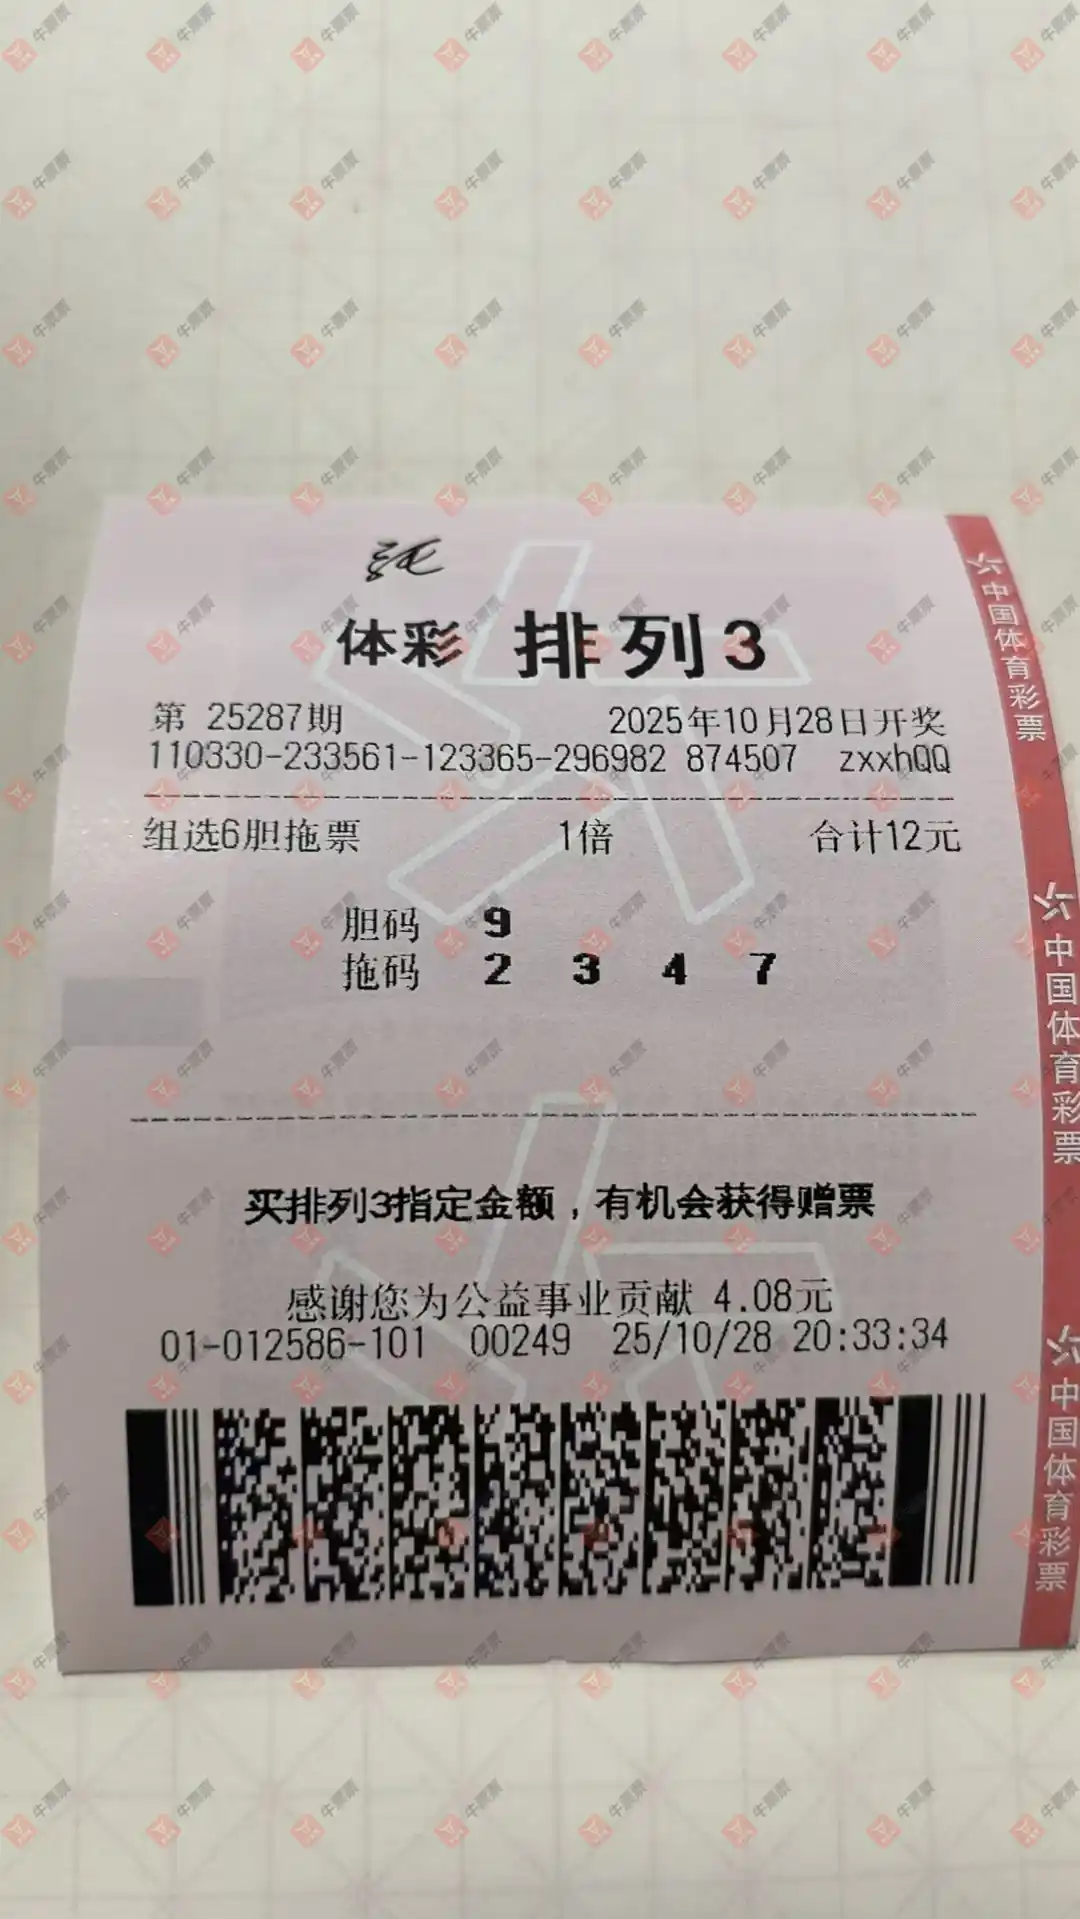 体彩 排列3
第 25287期 2025年10月28日开奖
110330-233561-123365-296982 874507 zxxhQQ
组选6胆拖票 1倍 合计12元
胆码 9
拖码 2 3 4 7
买排列3指定金额，有机会获得赠票
感谢您为公益事业贡献 4.08元
01-012586-101 00249 25/10/28 20:33:34
中国体育彩票
中国体育彩票
中国体育彩票
牛票票